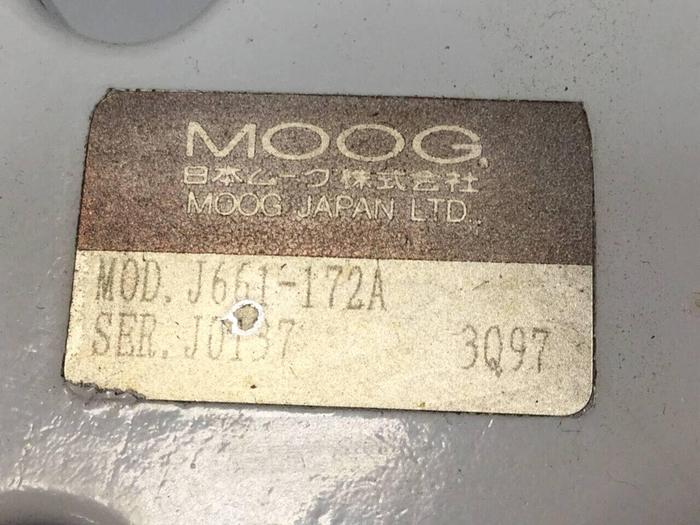 MOOG
日本ムーグ株式会社
MOOG JAPAN LTD.
MOD. J661-172A
SER. J0137 3Q97